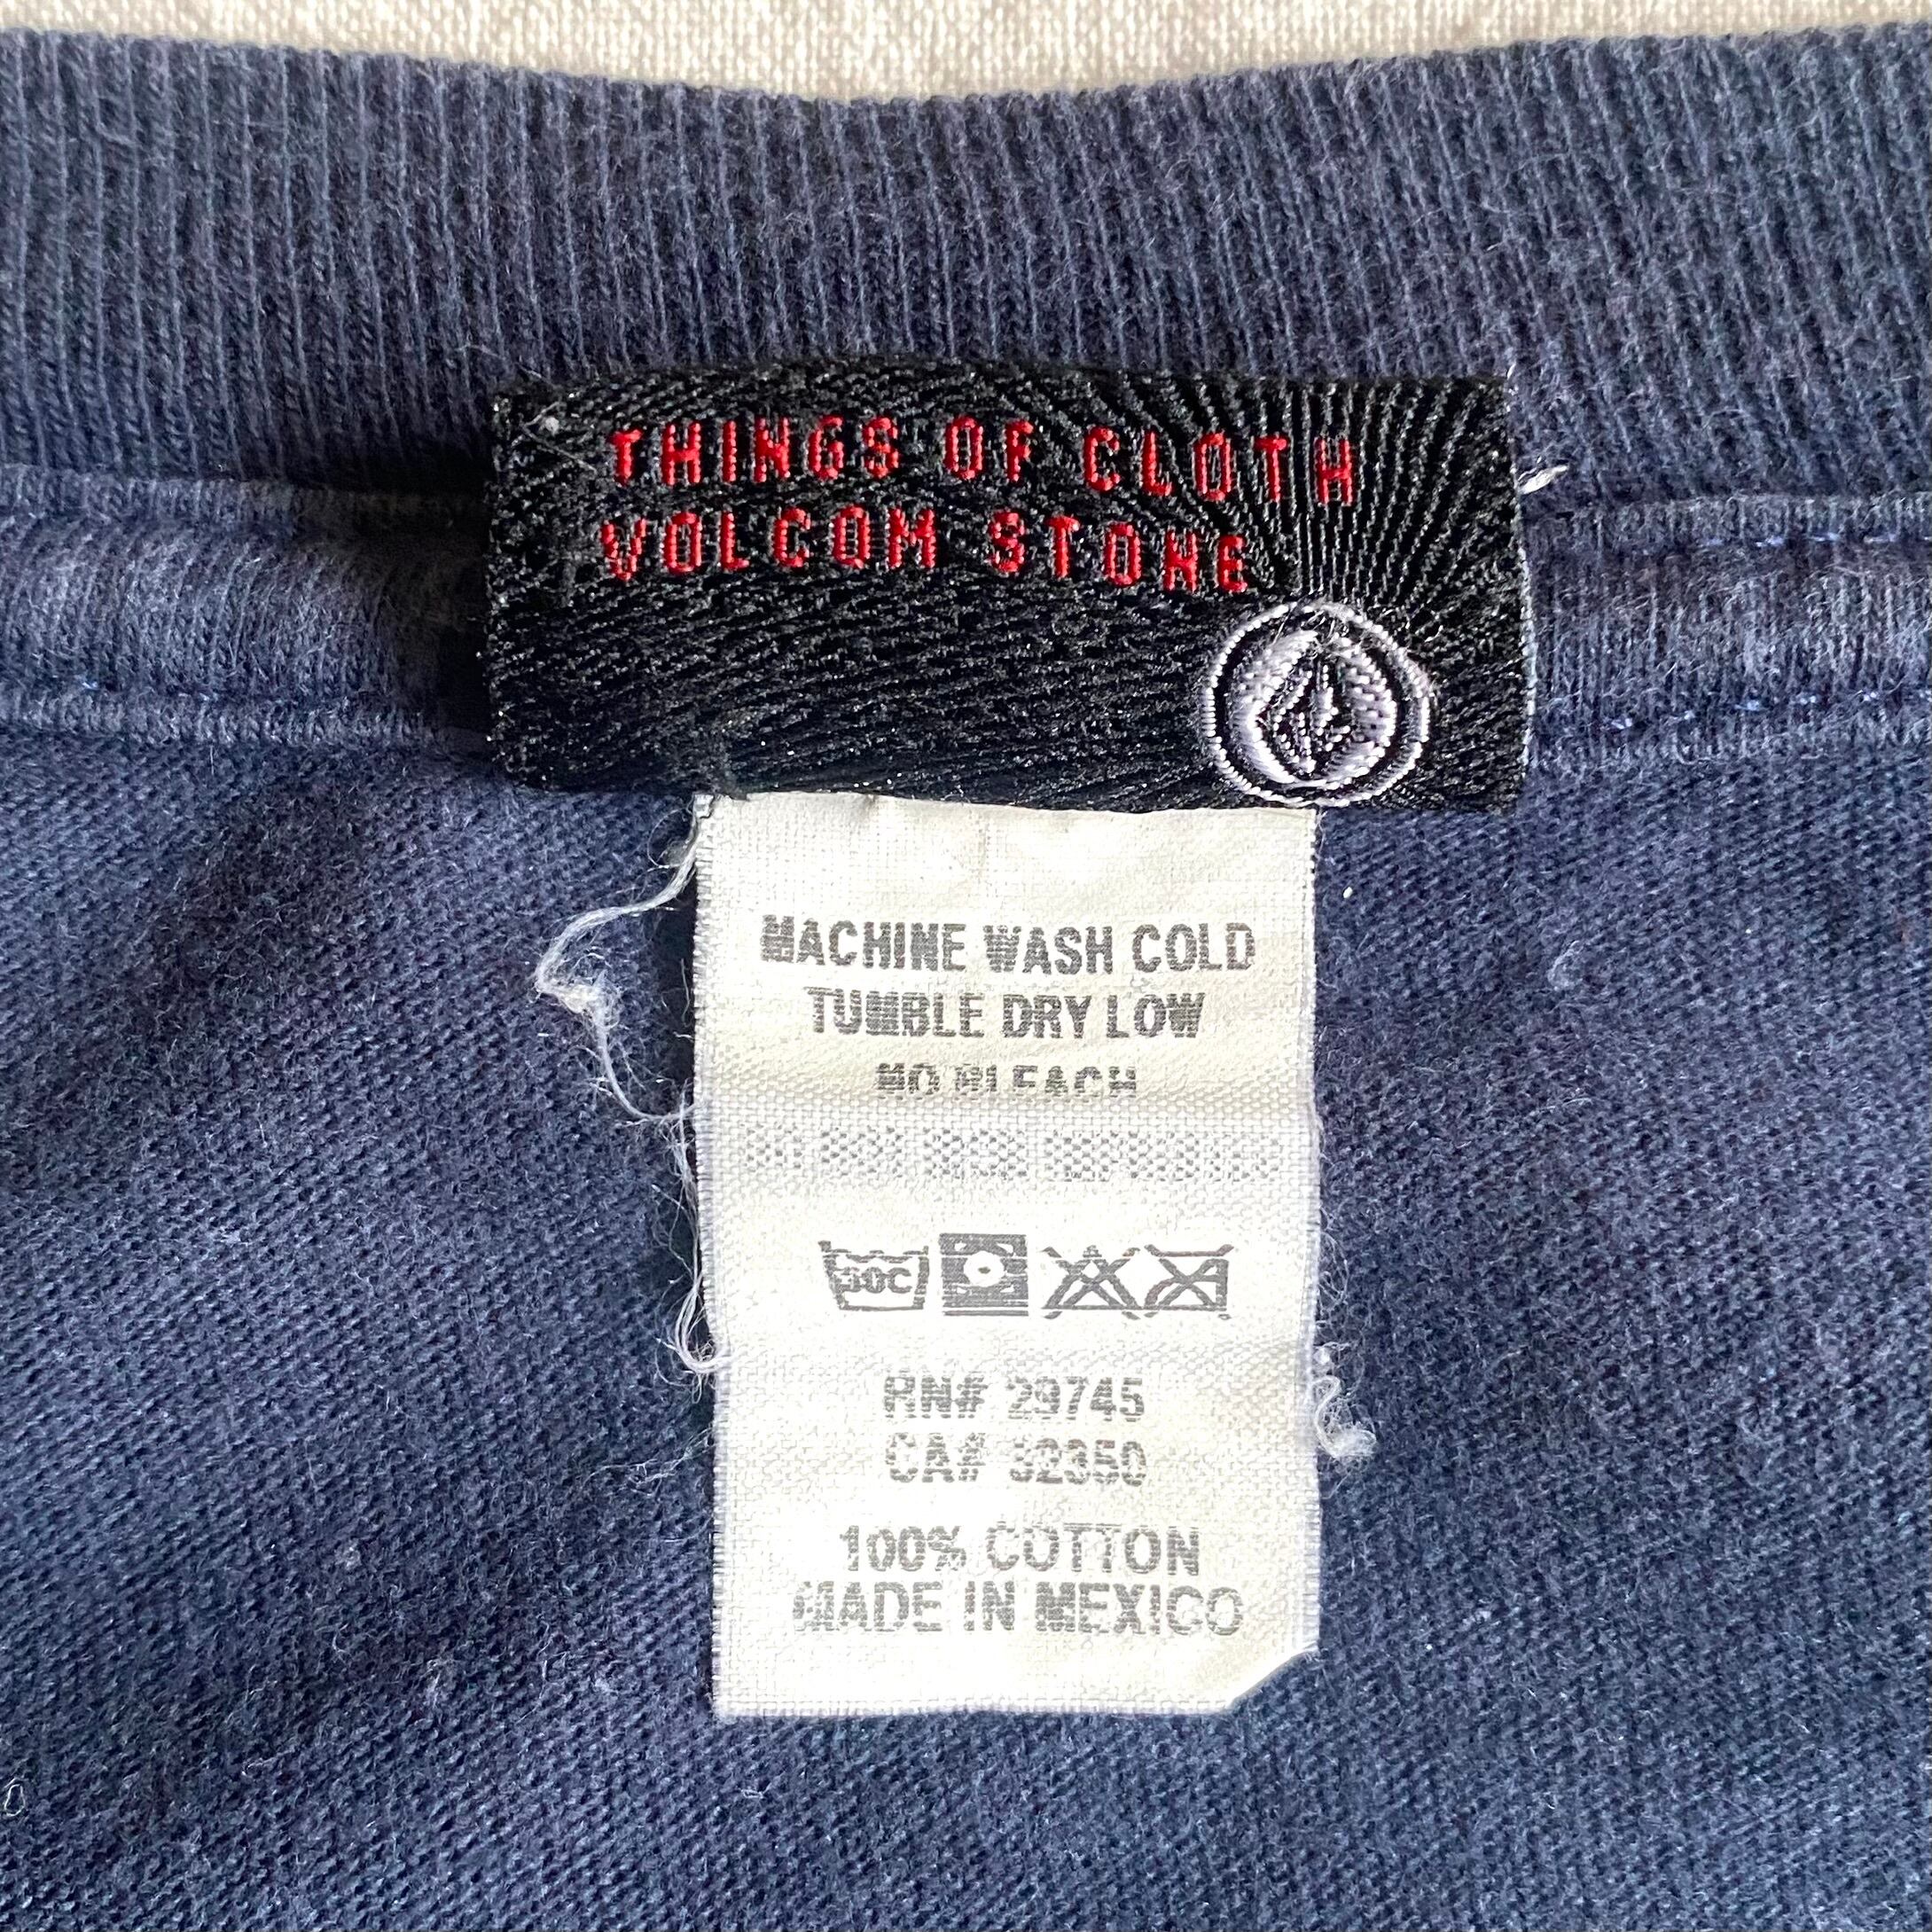 THINGS OF CLOTH
VOLCOM STONE
MACHINE WASH COLD
TUMBLE DRY LOW
NO BLEACH
30C
RN# 29745
CA# 32350
100% COTTON
MADE IN MEXICO